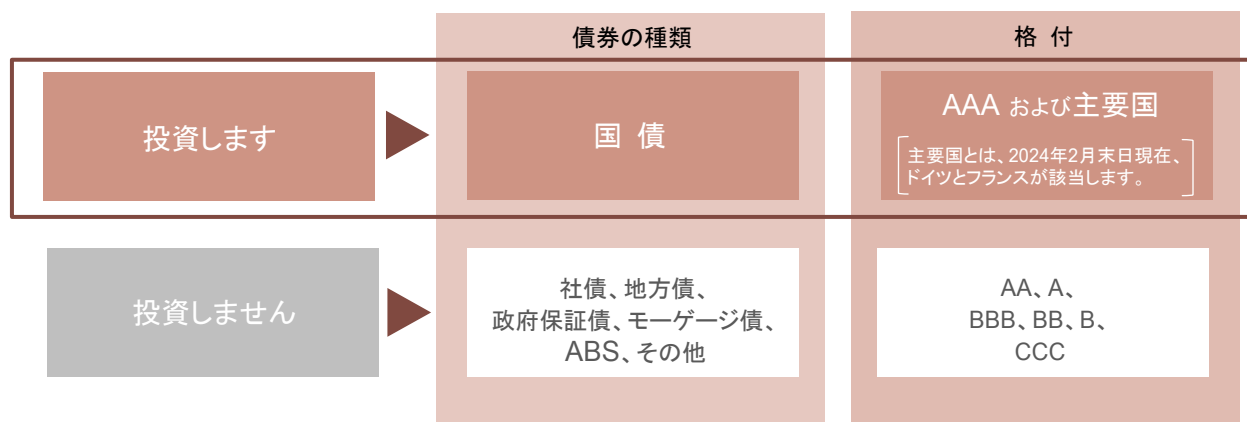 債券の種類
格 付
投資します
国 債
AAA および主要国
主要国とは、2024年2月末日現在、
ドイツとフランスが該当します。
投資しません
社債、地方債、
政府保証債、モーゲージ債、
ABS、その他
AA、A、
BBB、BB、B、
CCC